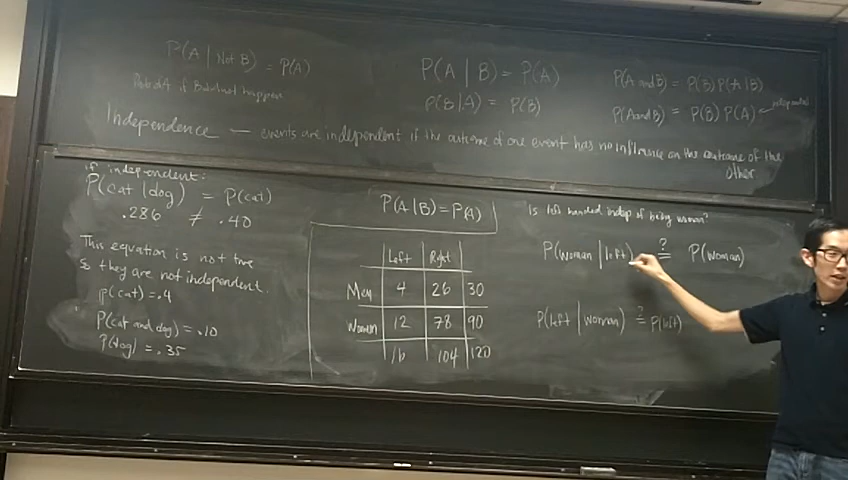 P(A | Not B) = P(A)
Prob of A if B did not happen
P(A | B) = P(A)
P(B | A) = P(B)
P(A and B) = P(B) P(A | B)
P(A and B) = P(B) P(A) independent
Independence — events are independent if the outcome of one event has no influence on the outcome of the other
if independent:
P(cat | dog) = P(cat)
.286 ≠ .40
This equation is not true
so they are not independent.
P(cat) = .4
P(cat and dog) = .10
P(dog) = .35
P(A | B) = P(A)
Left Right
Men 4 26 30
Women 12 78 90
16 104 120
Is left handed indep of being woman?
P(woman | left) ?= P(woman)
P(left | woman) ?= P(left)